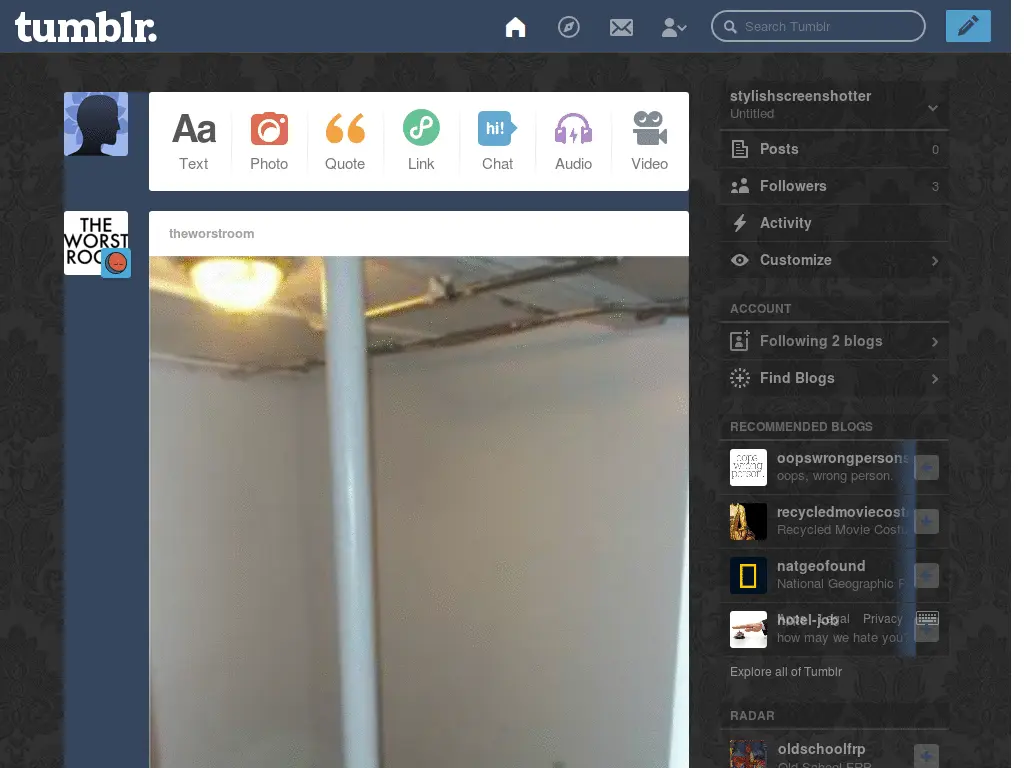 tumblr.
Search Tumblr
Aa
hi!
Text
Photo
Quote
Link
Chat
Audio
Video
THE
WORST
theworstroom
stylishscreenshotter
Untitled
Posts 0
Followers 3
Activity
Customize
ACCOUNT
Following 2 blogs
Find Blogs
RECOMMENDED BLOGS
oops
wrong
person.
oopswrongpersons
oops, wrong person.
recycledmoviecost
Recycled Movie Costu
natgeofound
National Geographic F
hotel-job
Legal Privacy
how may we hate you
Explore all of Tumblr
RADAR
oldschoolfrp
Old School FRP